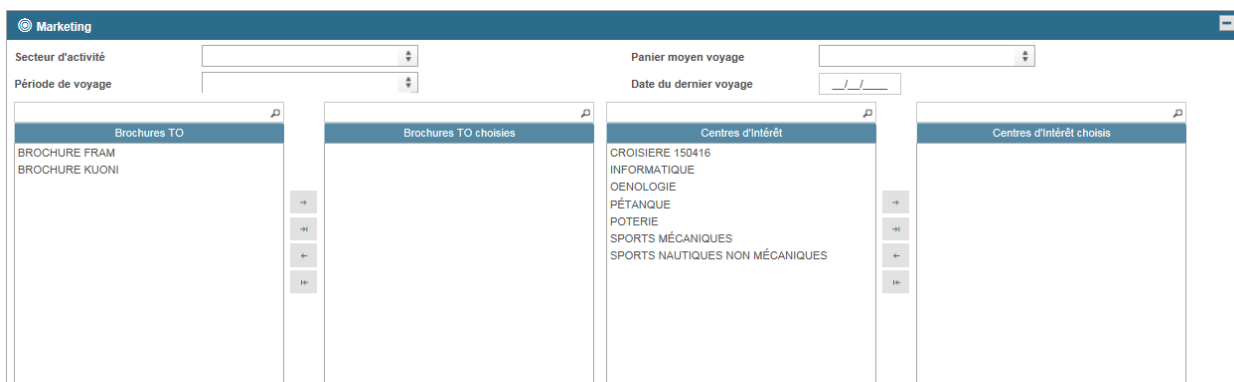 Marketing
Secteur d'activité
Panier moyen voyage
Période de voyage
Date du dernier voyage
__/__/____
Brochures TO
Brochures TO choisies
Centres d'Intérêt
Centres d'Intérêt choisis
BROCHURE FRAM
BROCHURE KUONI
CROISIERE 150416
INFORMATIQUE
OENOLOGIE
PÉTANQUE
POTERIE
SPORTS MÉCANIQUES
SPORTS NAUTIQUES NON MÉCANIQUES